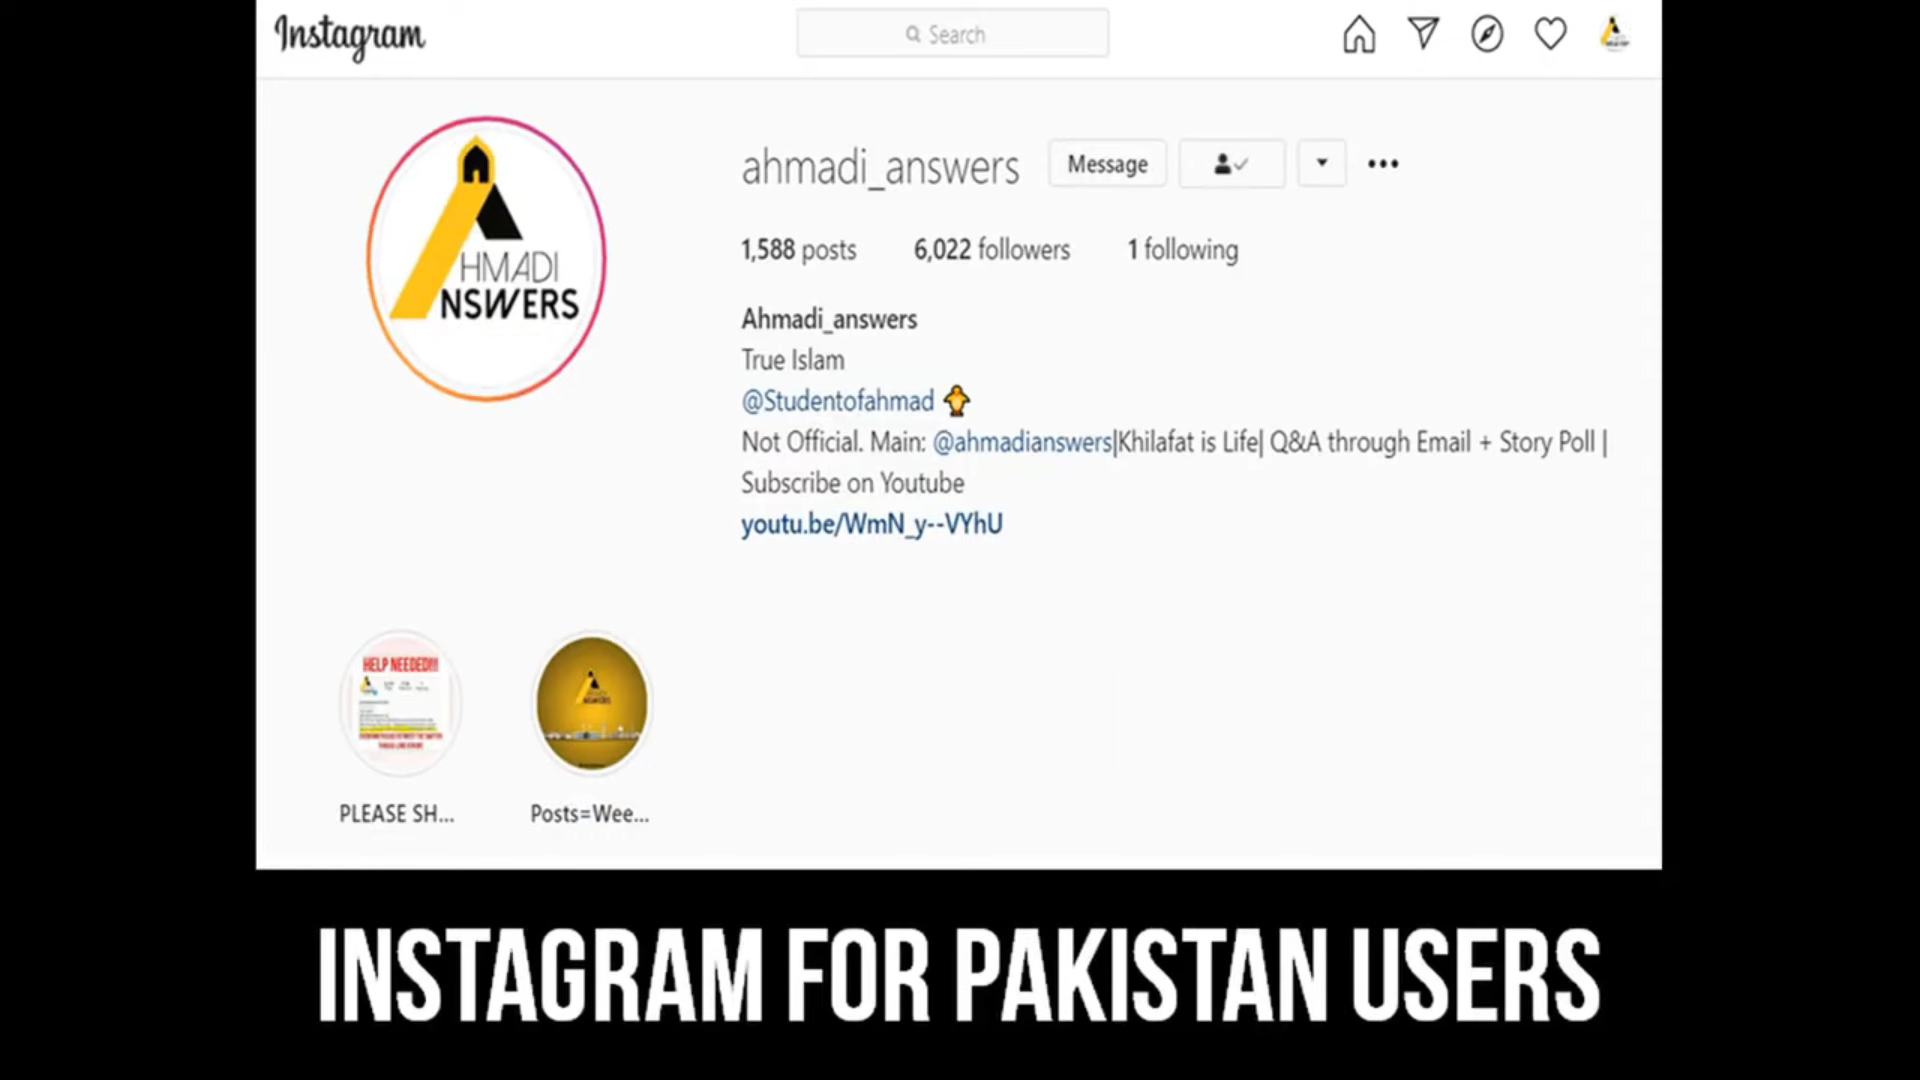 Instagram
Search
ahmadi_answers
Message
1,588 posts 6,022 followers 1 following
HMADI
NSWERS
Ahmadi_answers
True Islam
@Studentofahmad
Not Official. Main: @ahmadianswers|Khilafat is Life| Q&A through Email + Story Poll |
Subscribe on Youtube
youtu.be/WmN_y--VYhU
HELP NEEDED!!!
PLEASE SH...
Posts=Wee...
INSTAGRAM FOR PAKISTAN USERS